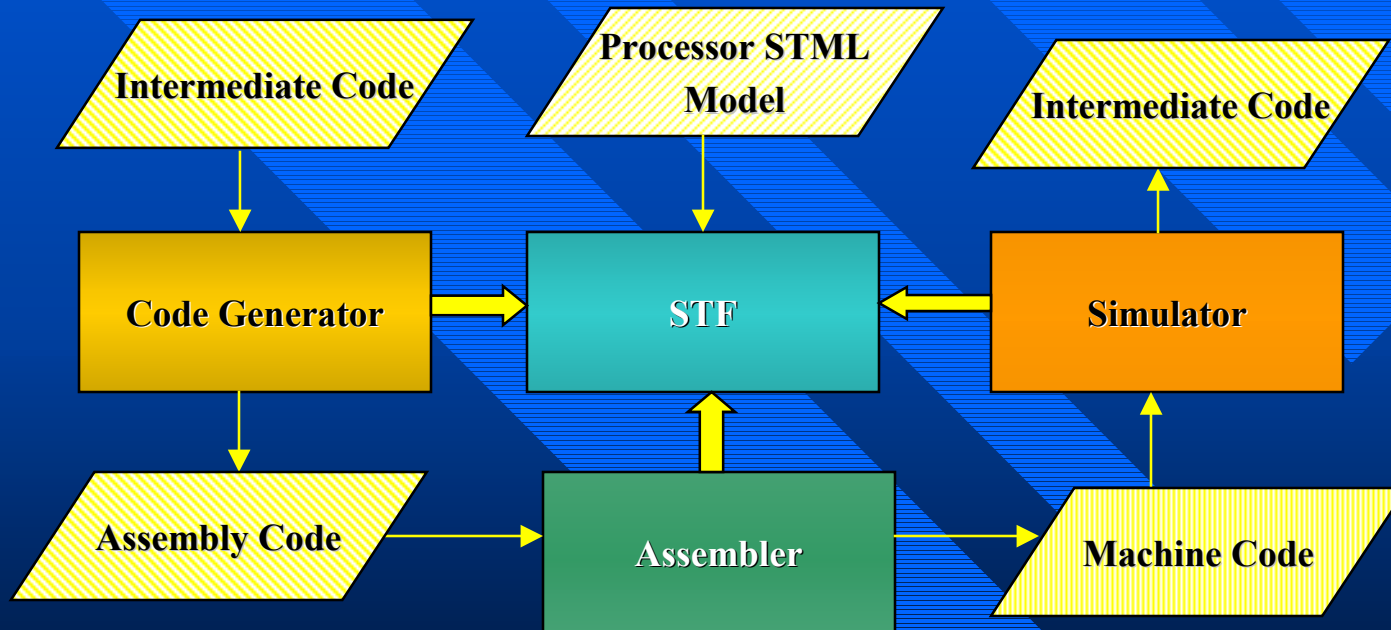 Intermediate Code
Processor STML
Model
Intermediate Code
Code Generator
STF
Simulator
Assembly Code
Assembler
Machine Code